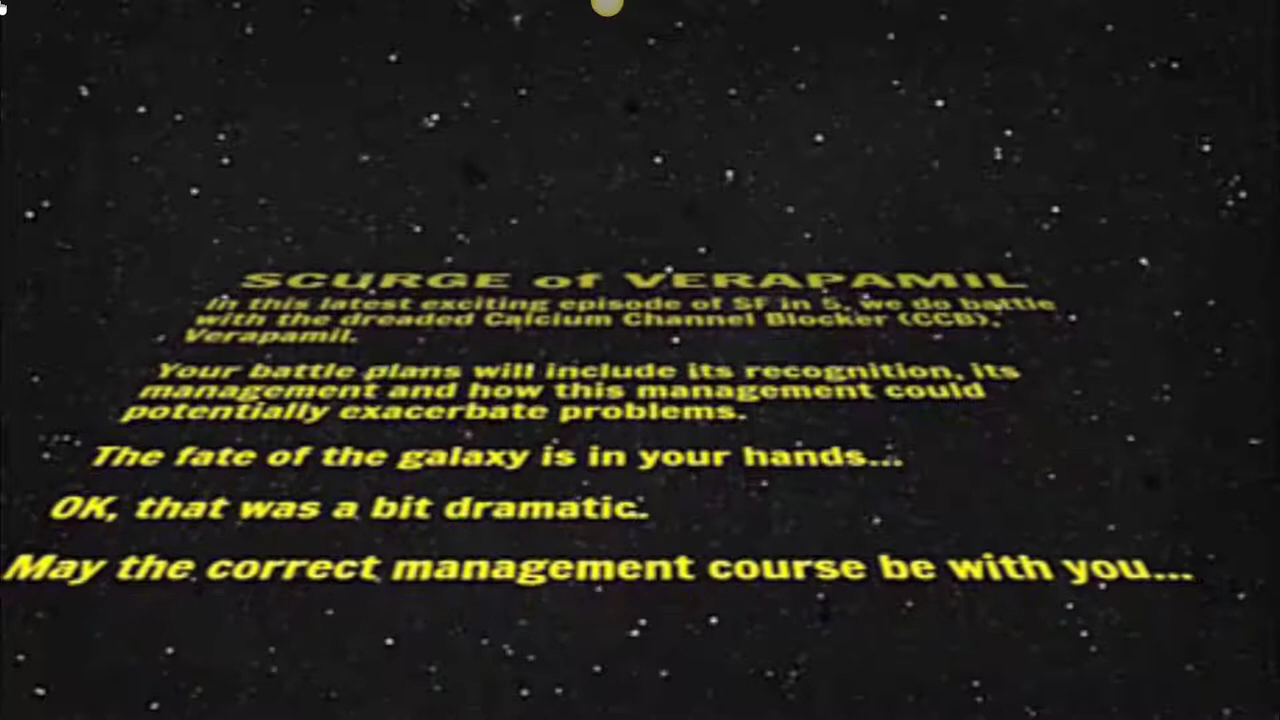 SCURGE of VERAPAMIL
In this latest exciting episode of SF in 5, we do battle
with the dreaded Calcium Channel Blocker (CCB),
Verapamil.
Your battle plans will include its recognition, its
management and how this management could
potentially exacerbate problems.
The fate of the galaxy is in your hands...
OK, that was a bit dramatic.
May the correct management course be with you...